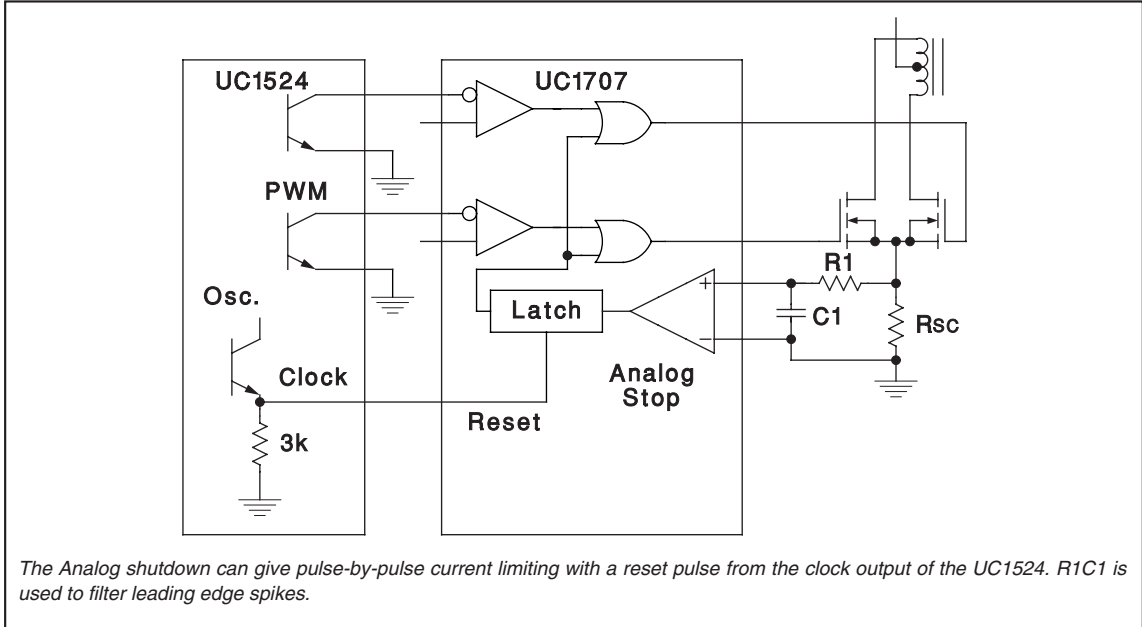 UC1524
UC1707
PWM
Osc.
Clock
3k
Latch
Reset
+
−
Analog
Stop
R1
C1
Rsc
The Analog shutdown can give pulse-by-pulse current limiting with a reset pulse from the clock output of the UC1524. R1C1 is
used to filter leading edge spikes.